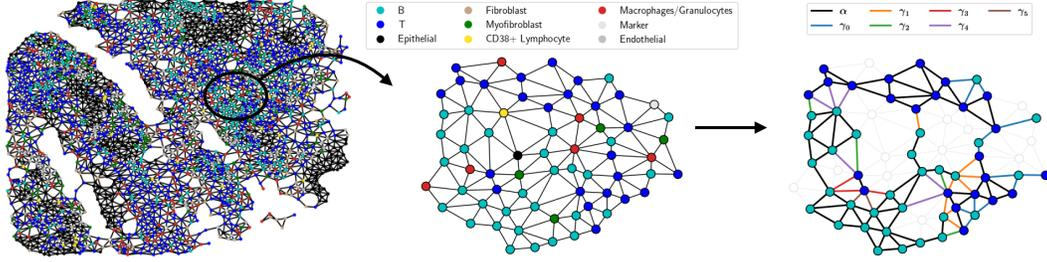 B Fibroblast Macrophages/Granulocytes
T Myofibroblast Marker
Epithelial CD38+ Lymphocyte Endothelial
α γ₁ γ₃ γ₅
γ₀ γ₂ γ₄